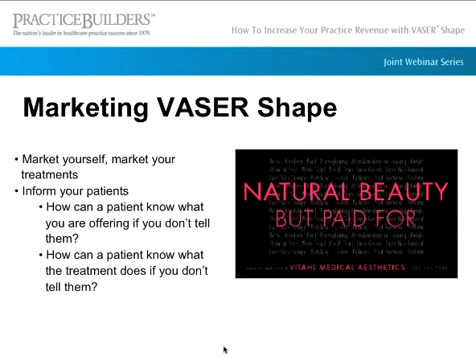 PRACTICEBUILDERS™
The nation's leader in healthcare-practice success since 1979
How To Increase Your Practice Revenue with VASER® Shape
Joint Webinar Series
Marketing VASER Shape
• Market yourself, market your
treatments
• Inform your patients
• How can a patient know what
you are offering if you don't tell
them?
• How can a patient know what
the treatment does if you don't
tell them?
NATURAL BEAUTY
BUT PAID FOR
VITAHL MEDICAL AESTHETICS